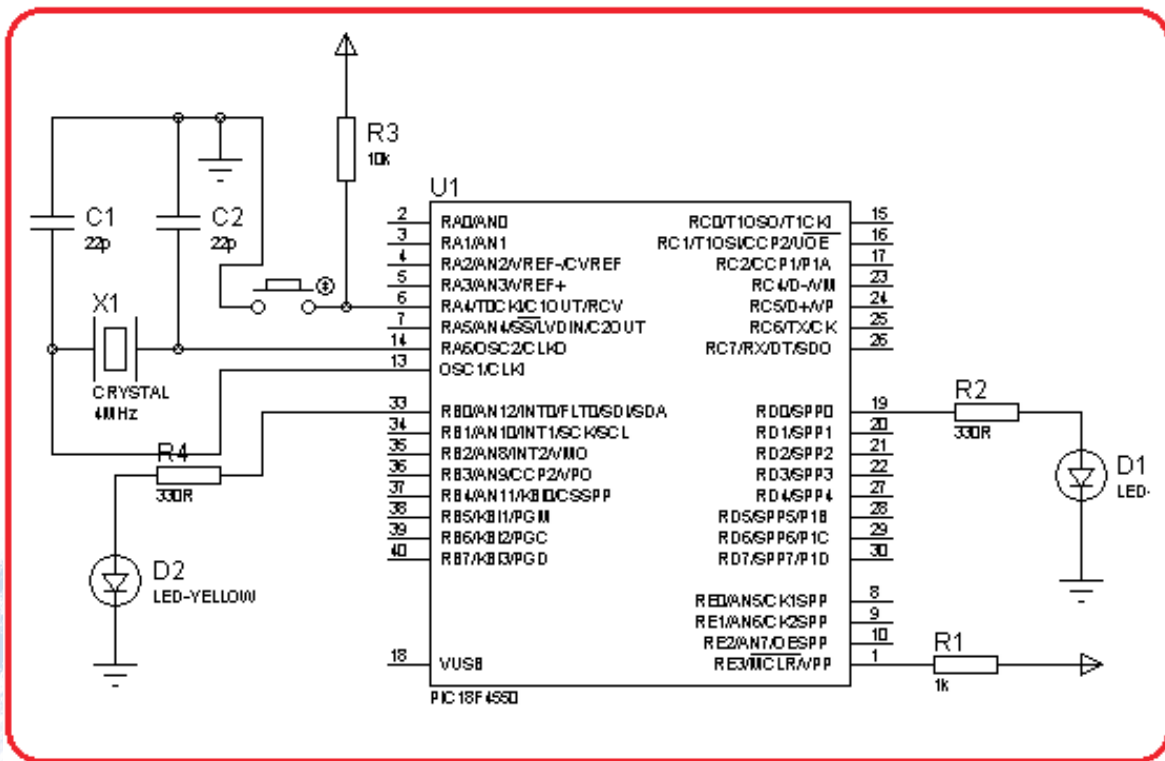 R3
10k
C1
22p
C2
22p
X1
CRYSTAL
4MHz
U1
2 RA0/AN0
3 RA1/AN1
4 RA2/AN2/VREF-/CVREF
5 RA3/AN3/VREF+
6 RA4/T0CKI/C1OUT/RCV
7 RA5/AN4/SS/LVDIN/C2OUT
14 RA6/OSC2/CLKO
13 OSC1/CLKI
33 RB0/AN12/INT0/FLT0/SDI/SDA
34 RB1/AN10/INT1/SCK/SCL
35 RB2/AN8/INT2/VMO
36 RB3/AN9/CCP2/VPO
37 RB4/AN11/KBI0/CSSPP
38 RB5/KBI1/PGM
39 RB6/KBI2/PGC
40 RB7/KBI3/PGD
18 VUSB
RC0/T1OSO/T1CKI 15
RC1/T1OSI/CCP2/UOE 16
RC2/CCP1/P1A 17
RC4/D-/VM 23
RC5/D+/VP 24
RC6/TX/CK 25
RC7/RX/DT/SDO 26
RD0/SPP0 19
RD1/SPP1 20
RD2/SPP2 21
RD3/SPP3 22
RD4/SPP4 27
RD5/SPP5/P1B 28
RD6/SPP6/P1C 29
RD7/SPP7/P1D 30
RE0/AN5/CK1SPP 8
RE1/AN6/CK2SPP 9
RE2/AN7/OESPP 10
RE3/MCLR/VPP 1
PIC18F4550
R4
330R
D2
LED-YELLOW
R2
330R
D1
LED-
R1
1k